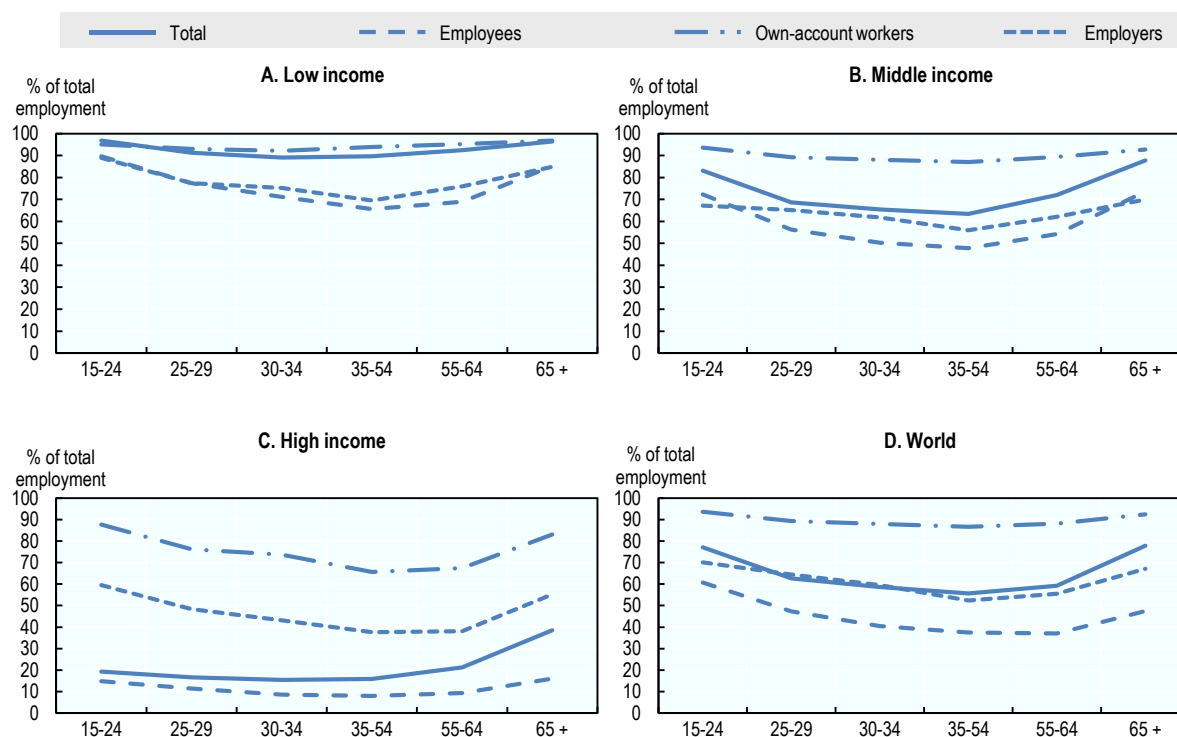 Total Employees Own-account workers Employers
A. Low income
% of total
employment
100
90
80
70
60
50
40
30
20
10
0
15-24 25-29 30-34 35-54 55-64 65 +
B. Middle income
% of total
employment
100
90
80
70
60
50
40
30
20
10
0
15-24 25-29 30-34 35-54 55-64 65 +
C. High income
% of total
employment
100
90
80
70
60
50
40
30
20
10
0
15-24 25-29 30-34 35-54 55-64 65 +
D. World
% of total
employment
100
90
80
70
60
50
40
30
20
10
0
15-24 25-29 30-34 35-54 55-64 65 +